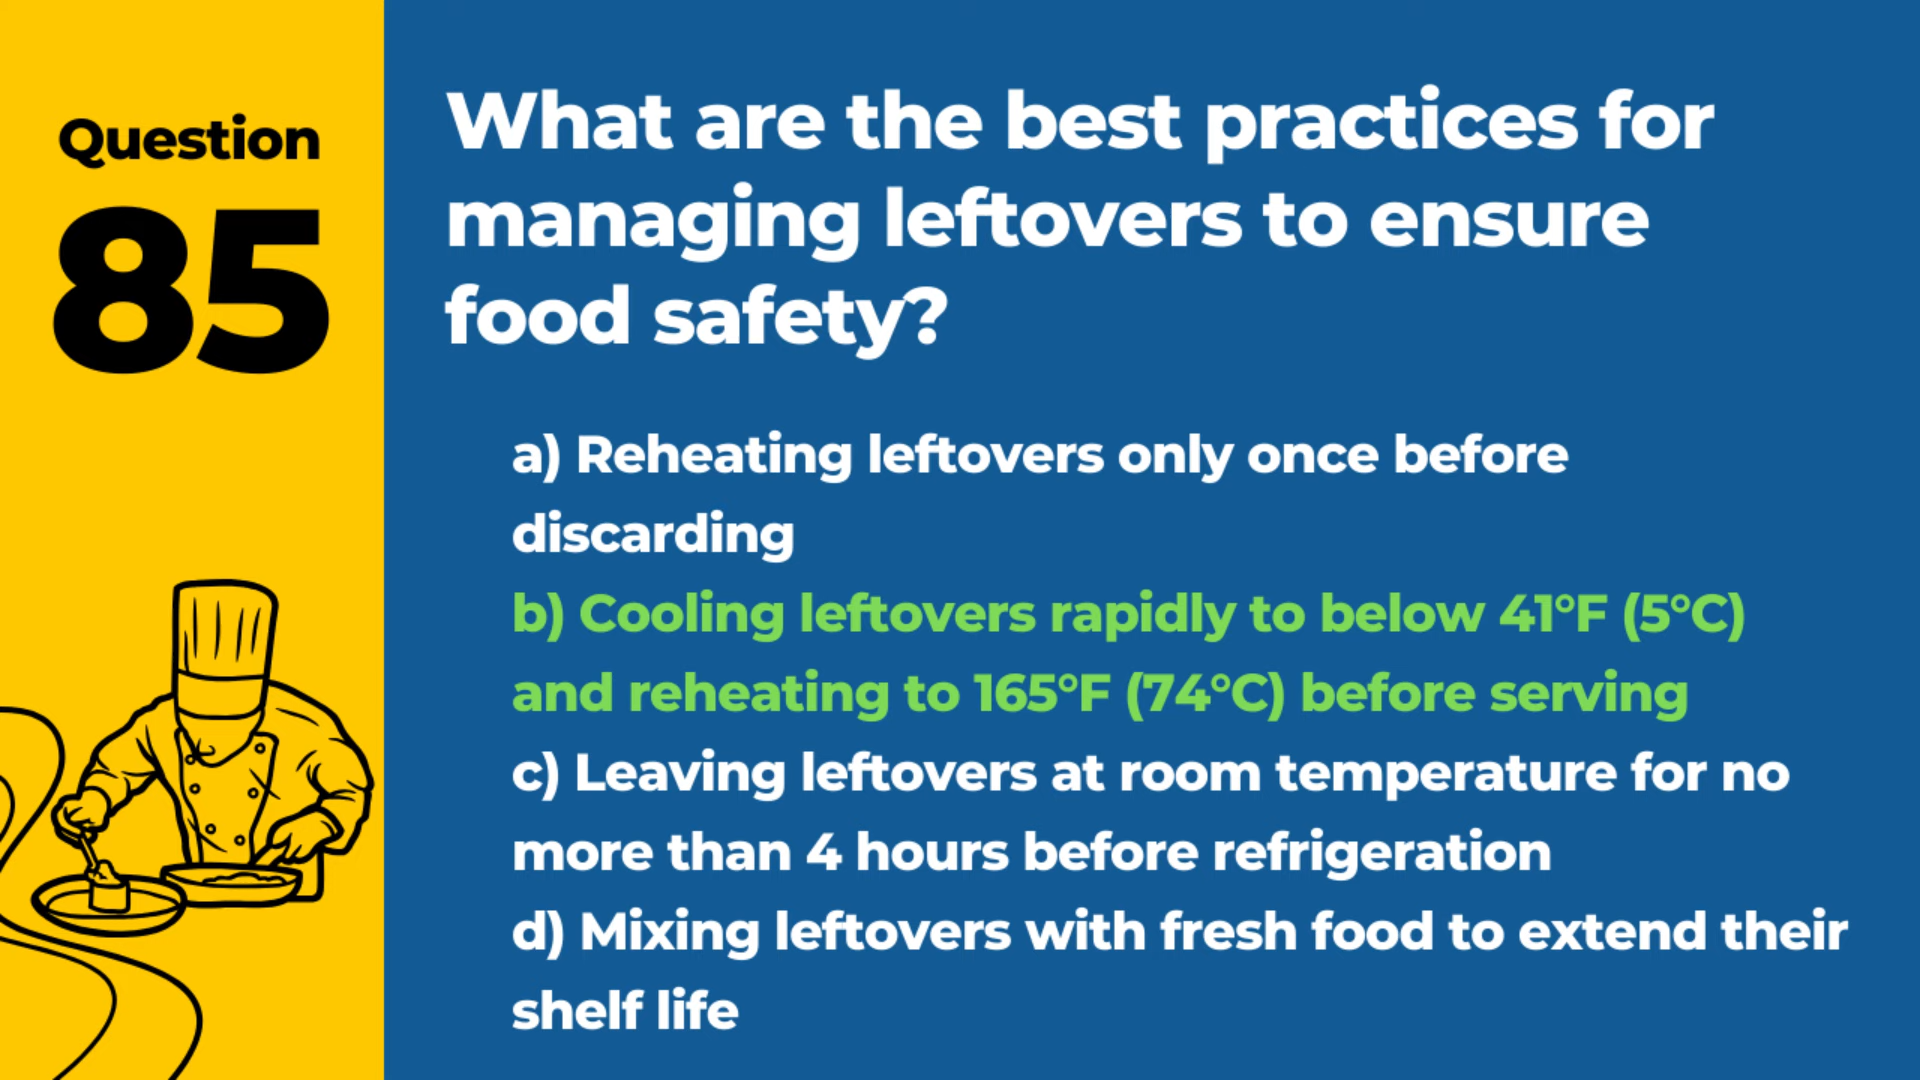 Question
85
What are the best practices for
managing leftovers to ensure
food safety?
a) Reheating leftovers only once before
discarding
b) Cooling leftovers rapidly to below 41°F (5°C)
and reheating to 165°F (74°C) before serving
c) Leaving leftovers at room temperature for no
more than 4 hours before refrigeration
d) Mixing leftovers with fresh food to extend their
shelf life